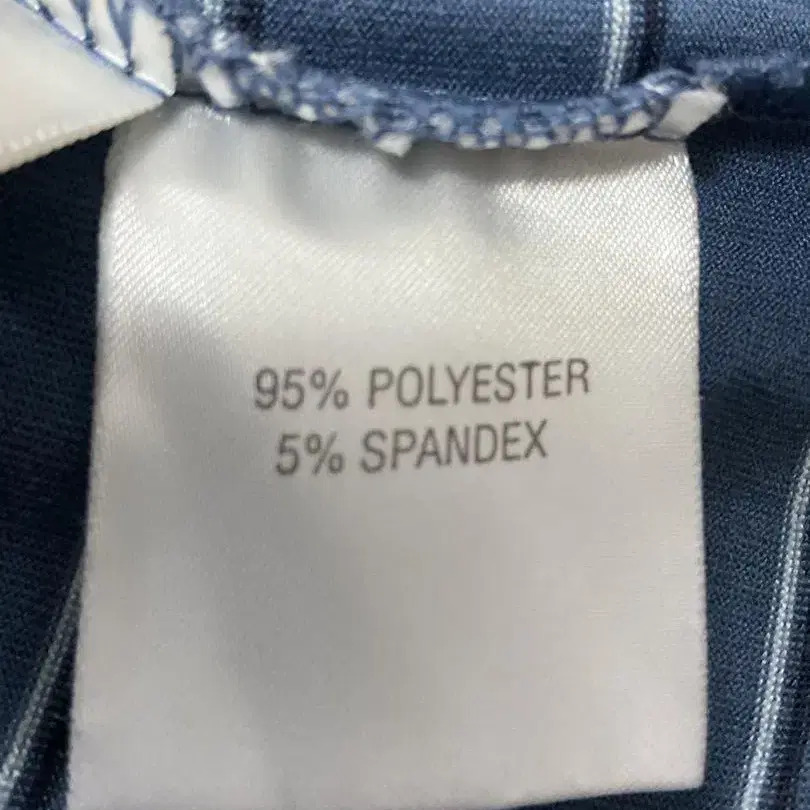 95% POLYESTER
5% SPANDEX